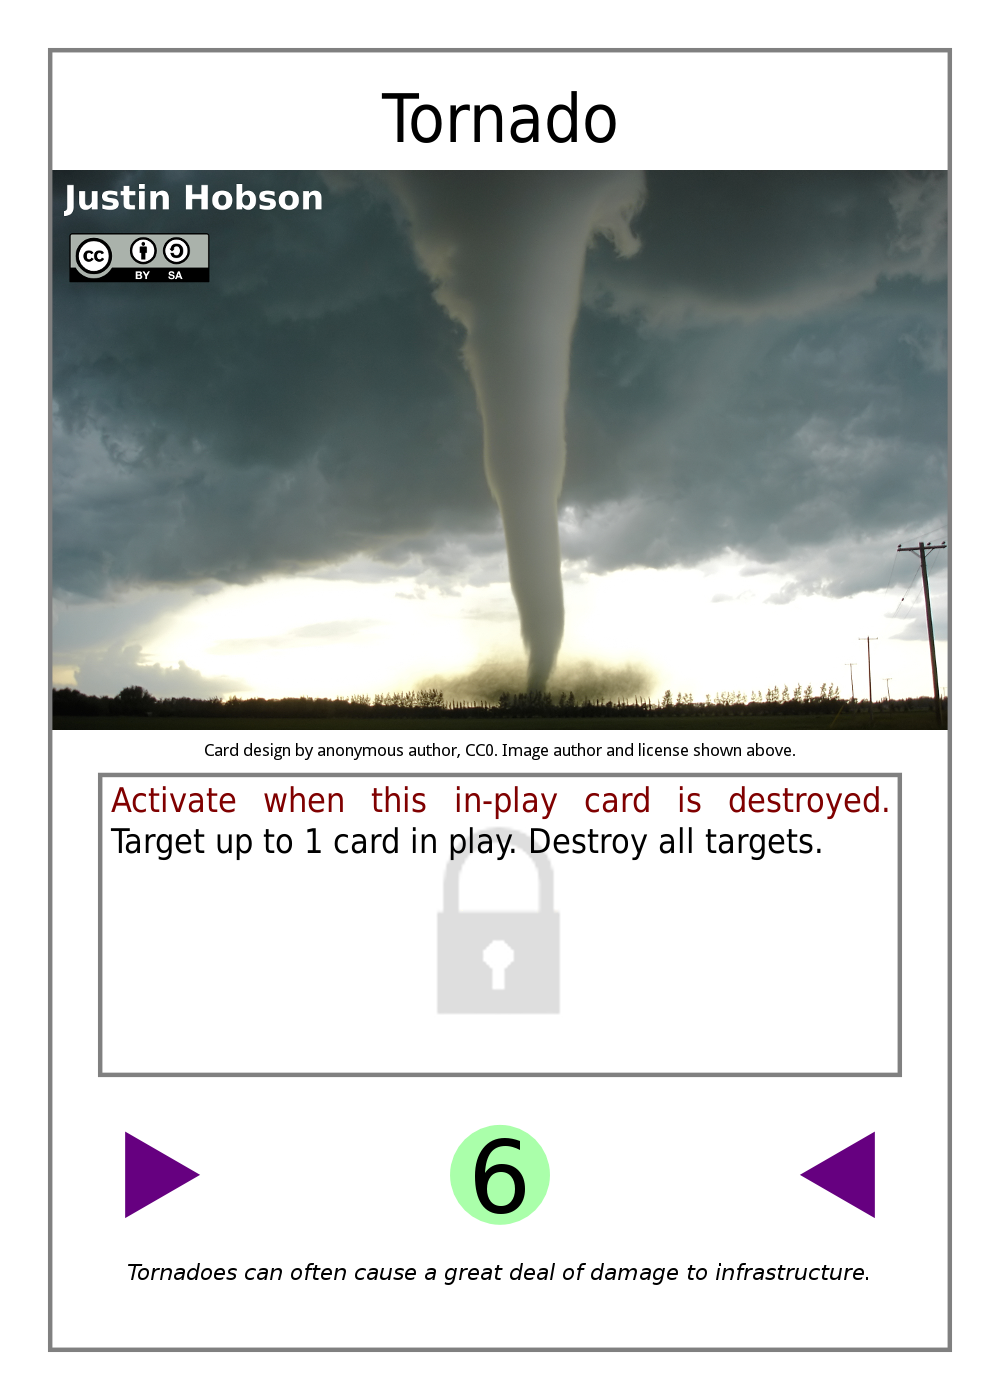 Tornado
Justin Hobson
cc
BY SA
Card design by anonymous author, CC0. Image author and license shown above.
Activate when this in-play card is destroyed.
Target up to 1 card in play. Destroy all targets.
6
Tornadoes can often cause a great deal of damage to infrastructure.